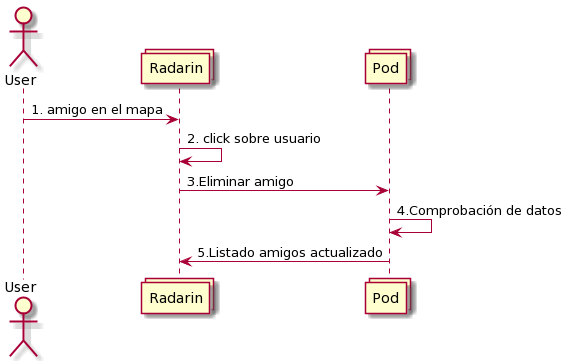 User
Radarin
Pod
1. amigo en el mapa
2. click sobre usuario
3.Eliminar amigo
4.Comprobación de datos
5.Listado amigos actualizado
User
Radarin
Pod